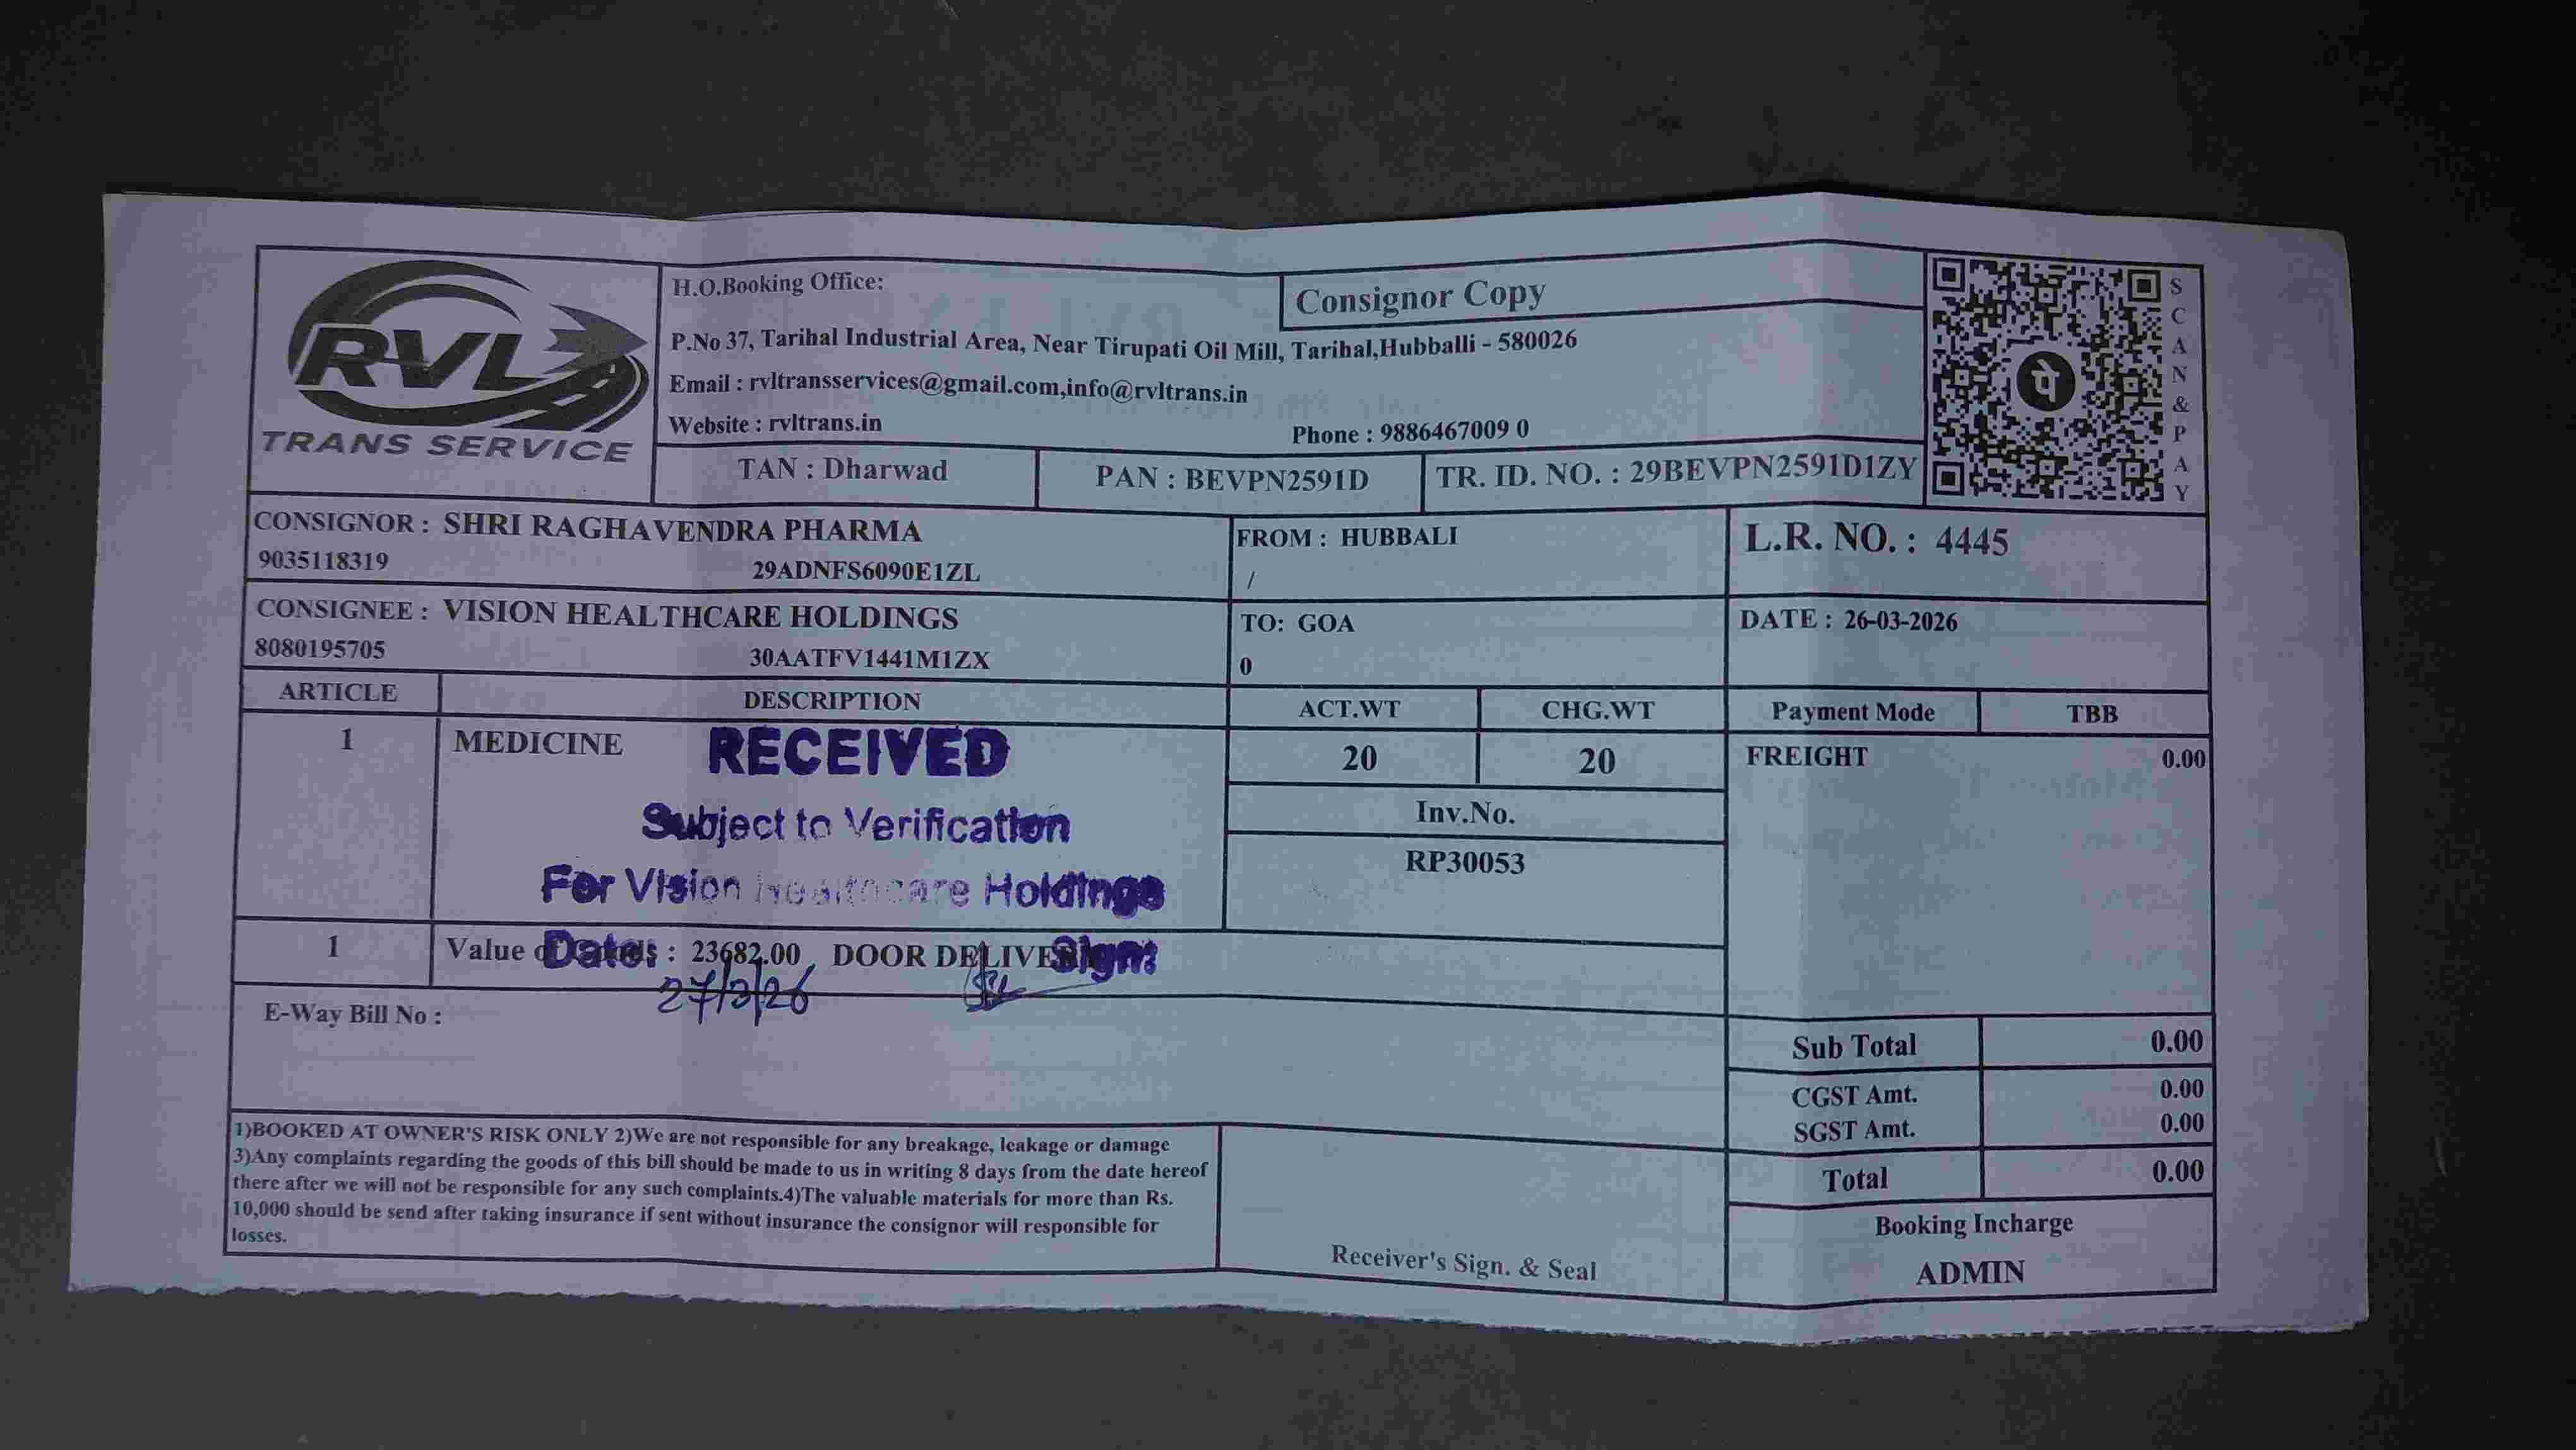 RVL
TRANS SERVICE
H.O.Booking Office:
Consignor Copy
P.No 37, Tarihal Industrial Area, Near Tirupati Oil Mill, Tarihal,Hubballi - 580026
Email : rvltransservices@gmail.com,info@rvltrans.in
Website : rvltrans.in
Phone : 9886467009 0
TAN : Dharwad
PAN : BEVPN2591D
TR. ID. NO. : 29BEVPN2591D1ZY
पे
SCAN&PAY
CONSIGNOR : SHRI RAGHAVENDRA PHARMA
9035118319 29ADNFS6090E1ZL
FROM : HUBBALI
/
L.R. NO. : 4445
CONSIGNEE : VISION HEALTHCARE HOLDINGS
8080195705 30AATFV1441M1ZX
TO: GOA
0
DATE : 26-03-2026
ARTICLE DESCRIPTION ACT.WT CHG.WT Payment Mode TBB
1 MEDICINE 20 20 FREIGHT 0.00
RECEIVED
Subject to Verification
For Vision Healthcare Holdings
Date: Sign:
27/3/26
Inv.No.
RP30053
1 Value : 23682.00 DOOR
E-Way Bill No :
Sub Total 0.00
CGST Amt. 0.00
SGST Amt. 0.00
Total 0.00
1)BOOKED AT OWNER'S RISK ONLY 2)We are not responsible for any breakage, leakage or damage
3)Any complaints regarding the goods of this bill should be made to us in writing 8 days from the date hereof
there after we will not be responsible for any such complaints.4)The valuable materials for more than Rs.
10,000 should be send after taking insurance if sent without insurance the consignor will responsible for
losses.
Receiver's Sign. & Seal
Booking Incharge
ADMIN